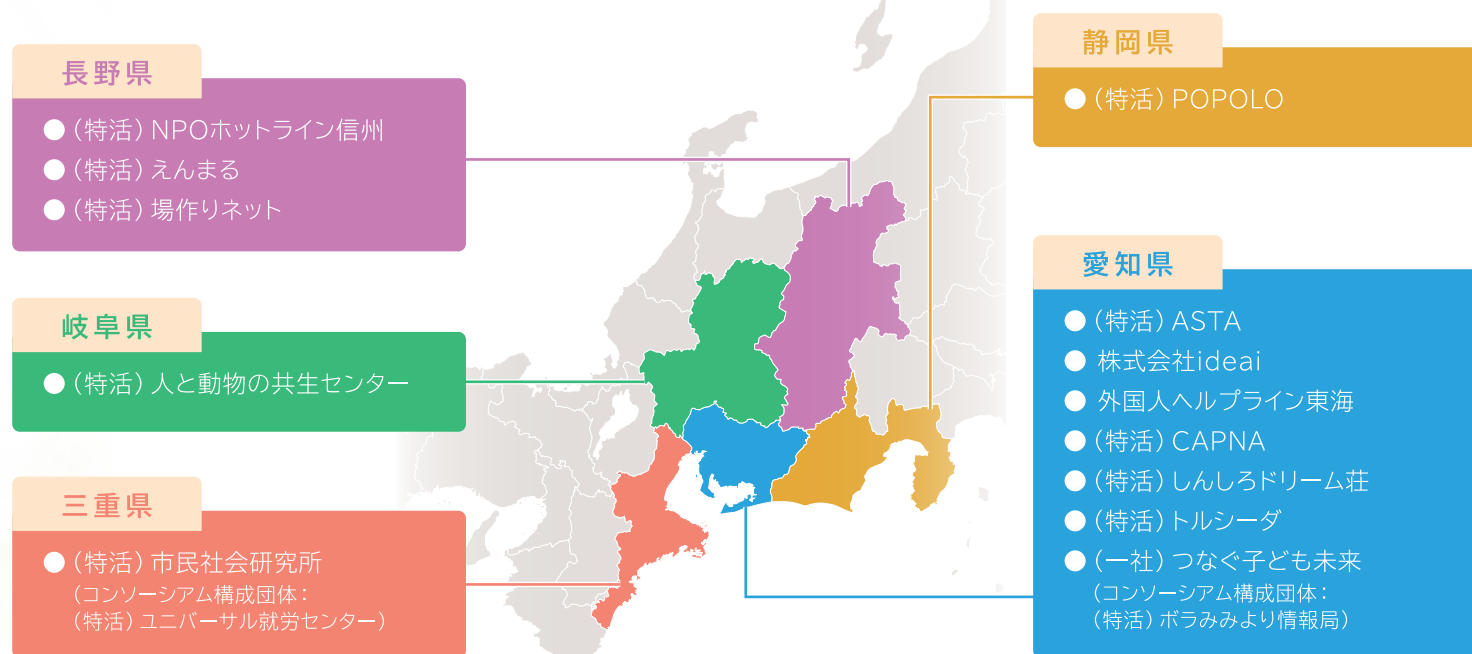 長野県
● (特活) NPOホットライン信州
● (特活) えんまる
● (特活) 場作りネット
岐阜県
● (特活) 人と動物の共生センター
三重県
● (特活) 市民社会研究所
(コンソーシアム構成団体：
(特活) ユニバーサル就労センター)
静岡県
● (特活) POPOLO
愛知県
● (特活) ASTA
● 株式会社ideai
● 外国人ヘルプライン東海
● (特活) CAPNA
● (特活) しんしろドリーム荘
● (特活) トルシーダ
● (一社) つなぐ子ども未来
(コンソーシアム構成団体：
(特活) ボラみみより情報局)